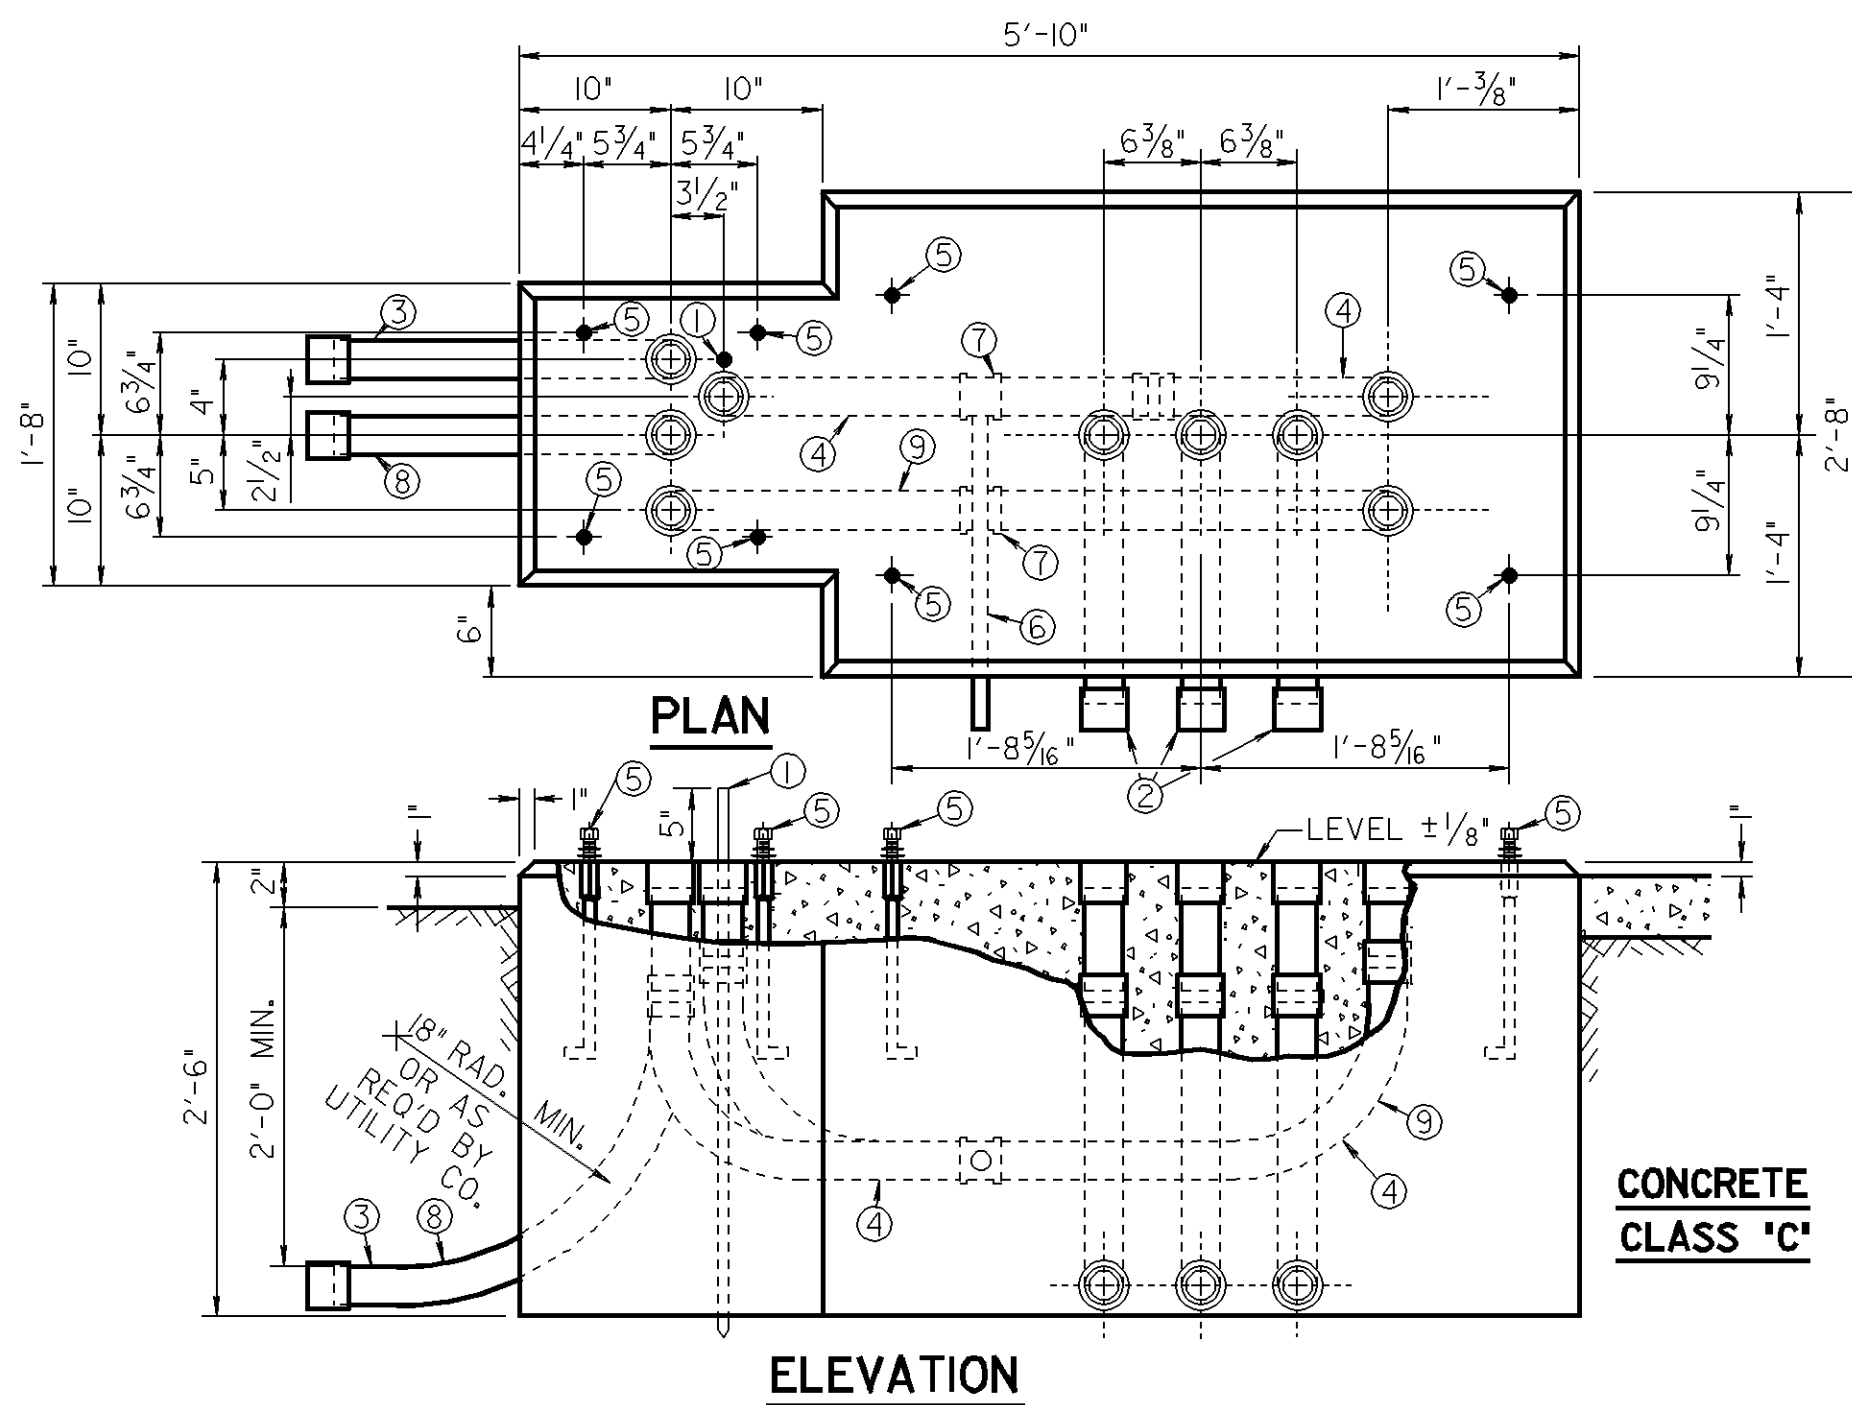 5'-10"
10" 10" 1'-3/8"
4 1/4" 5 3/4" 5 3/4" 6 3/8" 6 3/8"
3 1/2"
5 5
3 5 1 5 7 4
10" 6 3/4" 4" 9 1/4" 1'-4"
1'-8" 2'-8"
4 9
10" 6 3/4" 5" 2 1/2" 8 5 9 1/4" 1'-4"
5 7
5 5
6" 6
PLAN
1'-8 5/16" 1'-8 5/16"
2
1" 1" 5 5" 1 5 5 LEVEL ±1/8" 5 1"
2"
2'-6" 2'-0" MIN.
18" RAD. MIN.
OR AS
REQ'D BY
UTILITY CO.
9
4
3 8 4
CONCRETE
CLASS "C"
ELEVATION